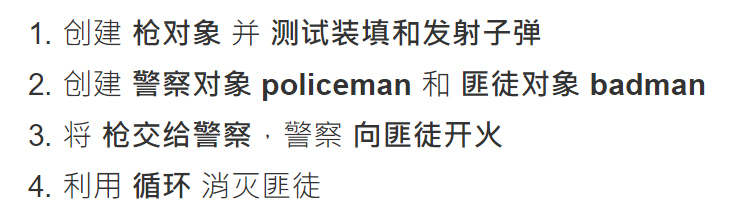 1. 创建 枪对象 并 测试装填和发射子弹
2. 创建 警察对象 policeman 和 匪徒对象 badman
3. 将 枪交给警察，警察 向匪徒开火
4. 利用 循环 消灭匪徒